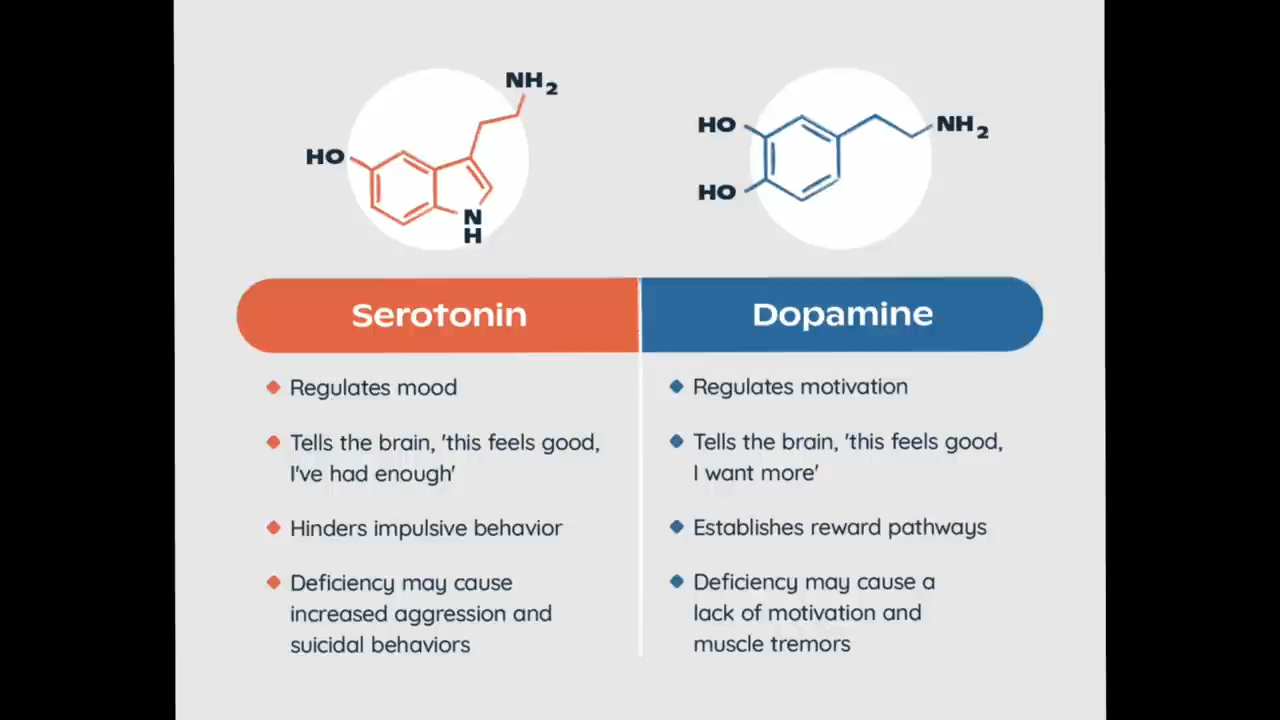 NH2
HO
N
H
HO
HO
NH2
Serotonin
Regulates mood
Tells the brain, 'this feels good,
I've had enough'
Hinders impulsive behavior
Deficiency may cause
increased aggression and
suicidal behaviors
Dopamine
Regulates motivation
Tells the brain, 'this feels good,
I want more'
Establishes reward pathways
Deficiency may cause a
lack of motivation and
muscle tremors